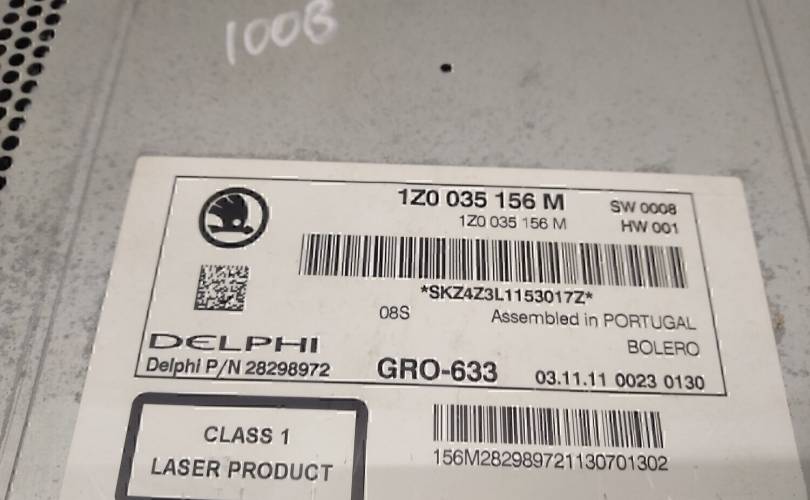 100B
1Z0 035 156 M
SW 0008
1Z0 035 156 M
HW 001
*SKZ4Z3L1153017Z*
08S
Assembled in PORTUGAL
DELPHI
BOLERO
Delphi P/N 28298972
GRO-633
03.11.11 0023 0130
CLASS 1
LASER PRODUCT
156M282989721130701302